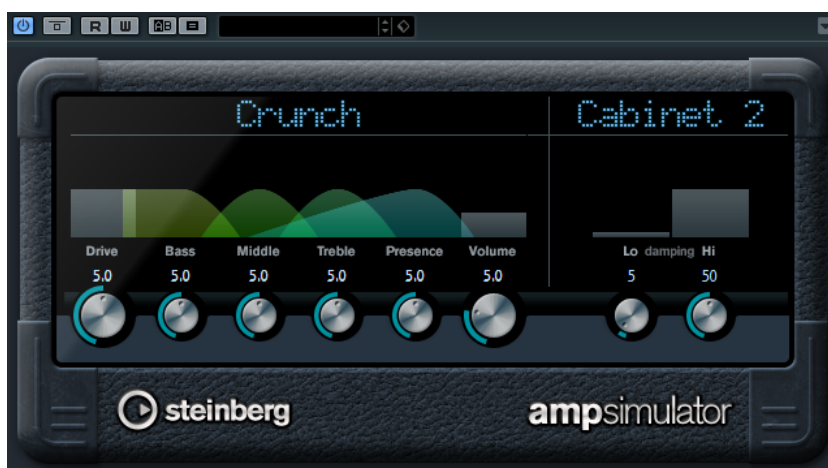 R W AB
Crunch Cabinet 2
Drive Bass Middle Treble Presence Volume Lo damping Hi
5.0 5.0 5.0 5.0 5.0 5.0 5 50
steinberg ampsimulator